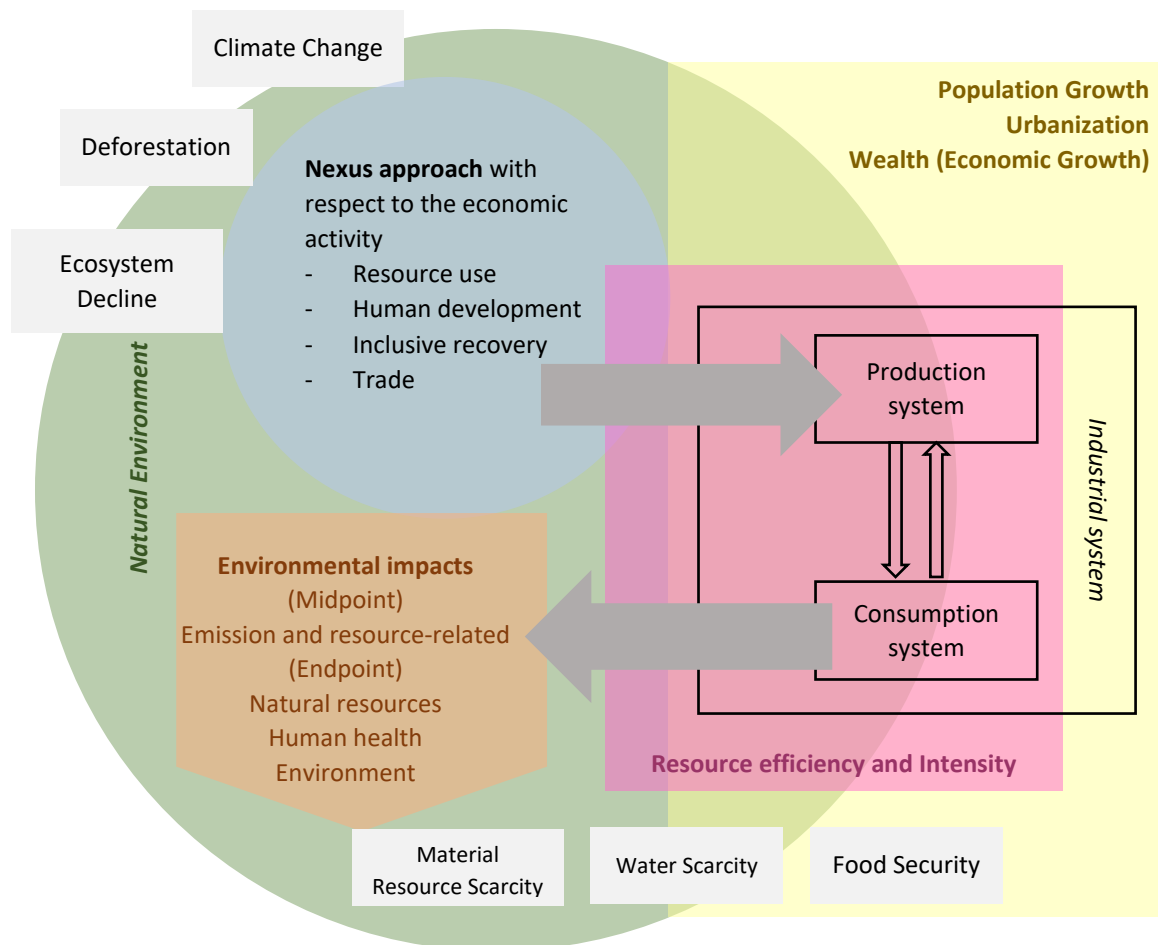 Climate Change
Deforestation
Ecosystem
Decline
Natural Environment
Nexus approach with
respect to the economic
activity
- Resource use
- Human development
- Inclusive recovery
- Trade
Population Growth
Urbanization
Wealth (Economic Growth)
Production
system
Industrial system
Consumption
system
Resource efficiency and Intensity
Environmental impacts
(Midpoint)
Emission and resource-related
(Endpoint)
Natural resources
Human health
Environment
Material
Resource Scarcity
Water Scarcity
Food Security